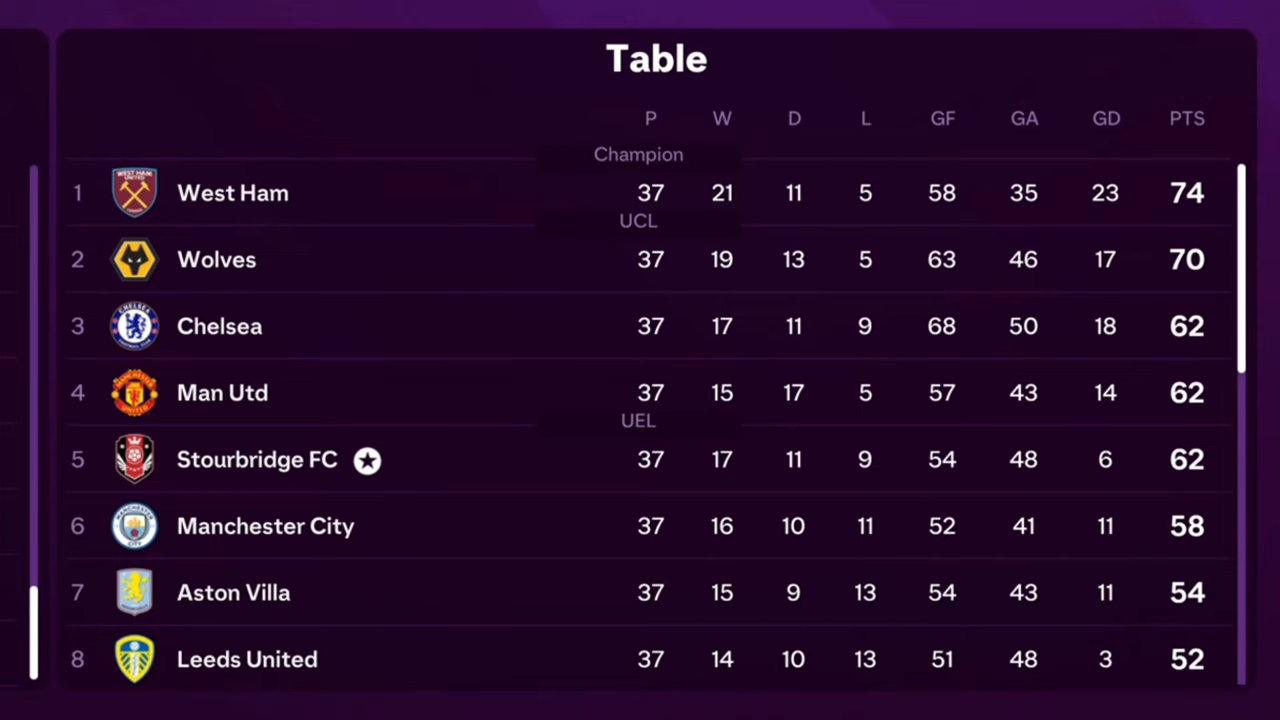 Table
P W D L GF GA GD PTS
Champion
1 West Ham 37 21 11 5 58 35 23 74
UCL
2 Wolves 37 19 13 5 63 46 17 70
3 Chelsea 37 17 11 9 68 50 18 62
4 Man Utd 37 15 17 5 57 43 14 62
UEL
5 Stourbridge FC 37 17 11 9 54 48 6 62
6 Manchester City 37 16 10 11 52 41 11 58
7 Aston Villa 37 15 9 13 54 43 11 54
8 Leeds United 37 14 10 13 51 48 3 52